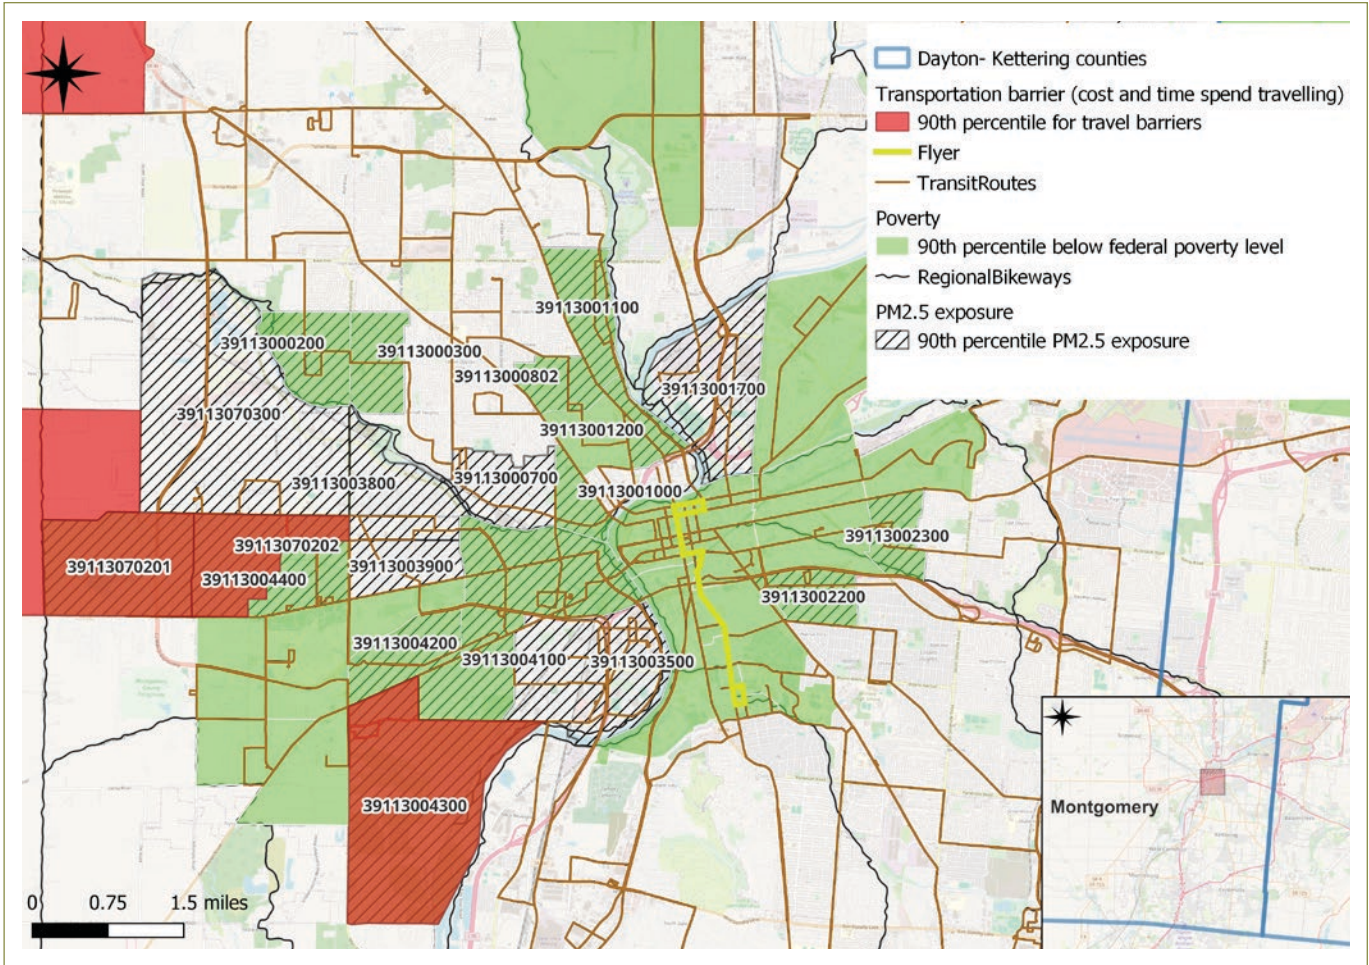 Dayton- Kettering counties
Transportation barrier (cost and time spend travelling)
90th percentile for travel barriers
Flyer
TransitRoutes
Poverty
90th percentile below federal poverty level
RegionalBikeways
PM2.5 exposure
90th percentile PM2.5 exposure
39113001100
39113000200
39113000300
39113000802
39113001700
39113070300
39113001200
39113003800
39113000700
39113001000
39113002300
39113070202
39113070201
39113004400
39113003900
39113002200
39113004200
39113004100
39113003500
39113004300
Montgomery
0 0.75 1.5 miles